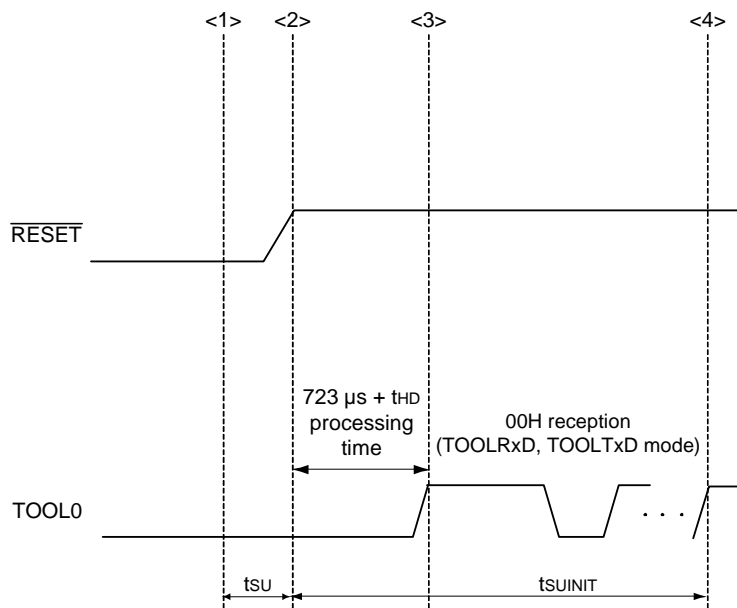 <1> <2> <3> <4>
RESET
723 µs + tHD
processing
time
00H reception
(TOOLRxD, TOOLTxD mode)
TOOL0
. . .
tSU
tSUINIT